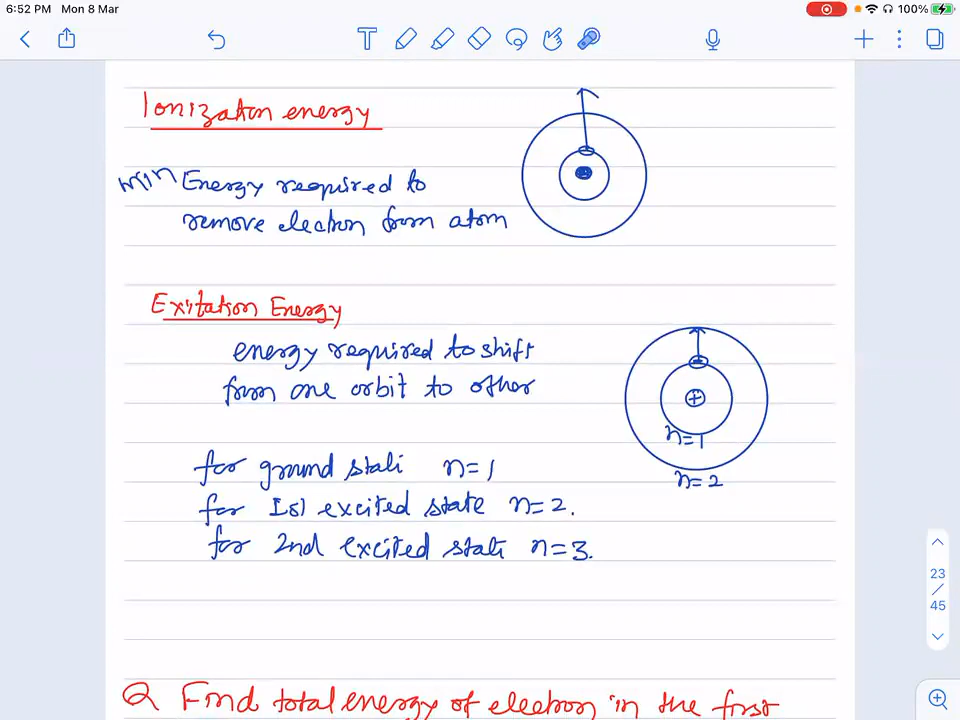 6:52 PM Mon 8 Mar
100%
T
Ionization energy
Min Energy required to
remove electron from atom
Exitation Energy
energy required to shift
from one orbit to other
+
n=1
n=2
for ground stati n=1
for Ist excited state n=2.
for 2nd excited stati n=3.
23
/
45
Q Find total energy of electron in the first